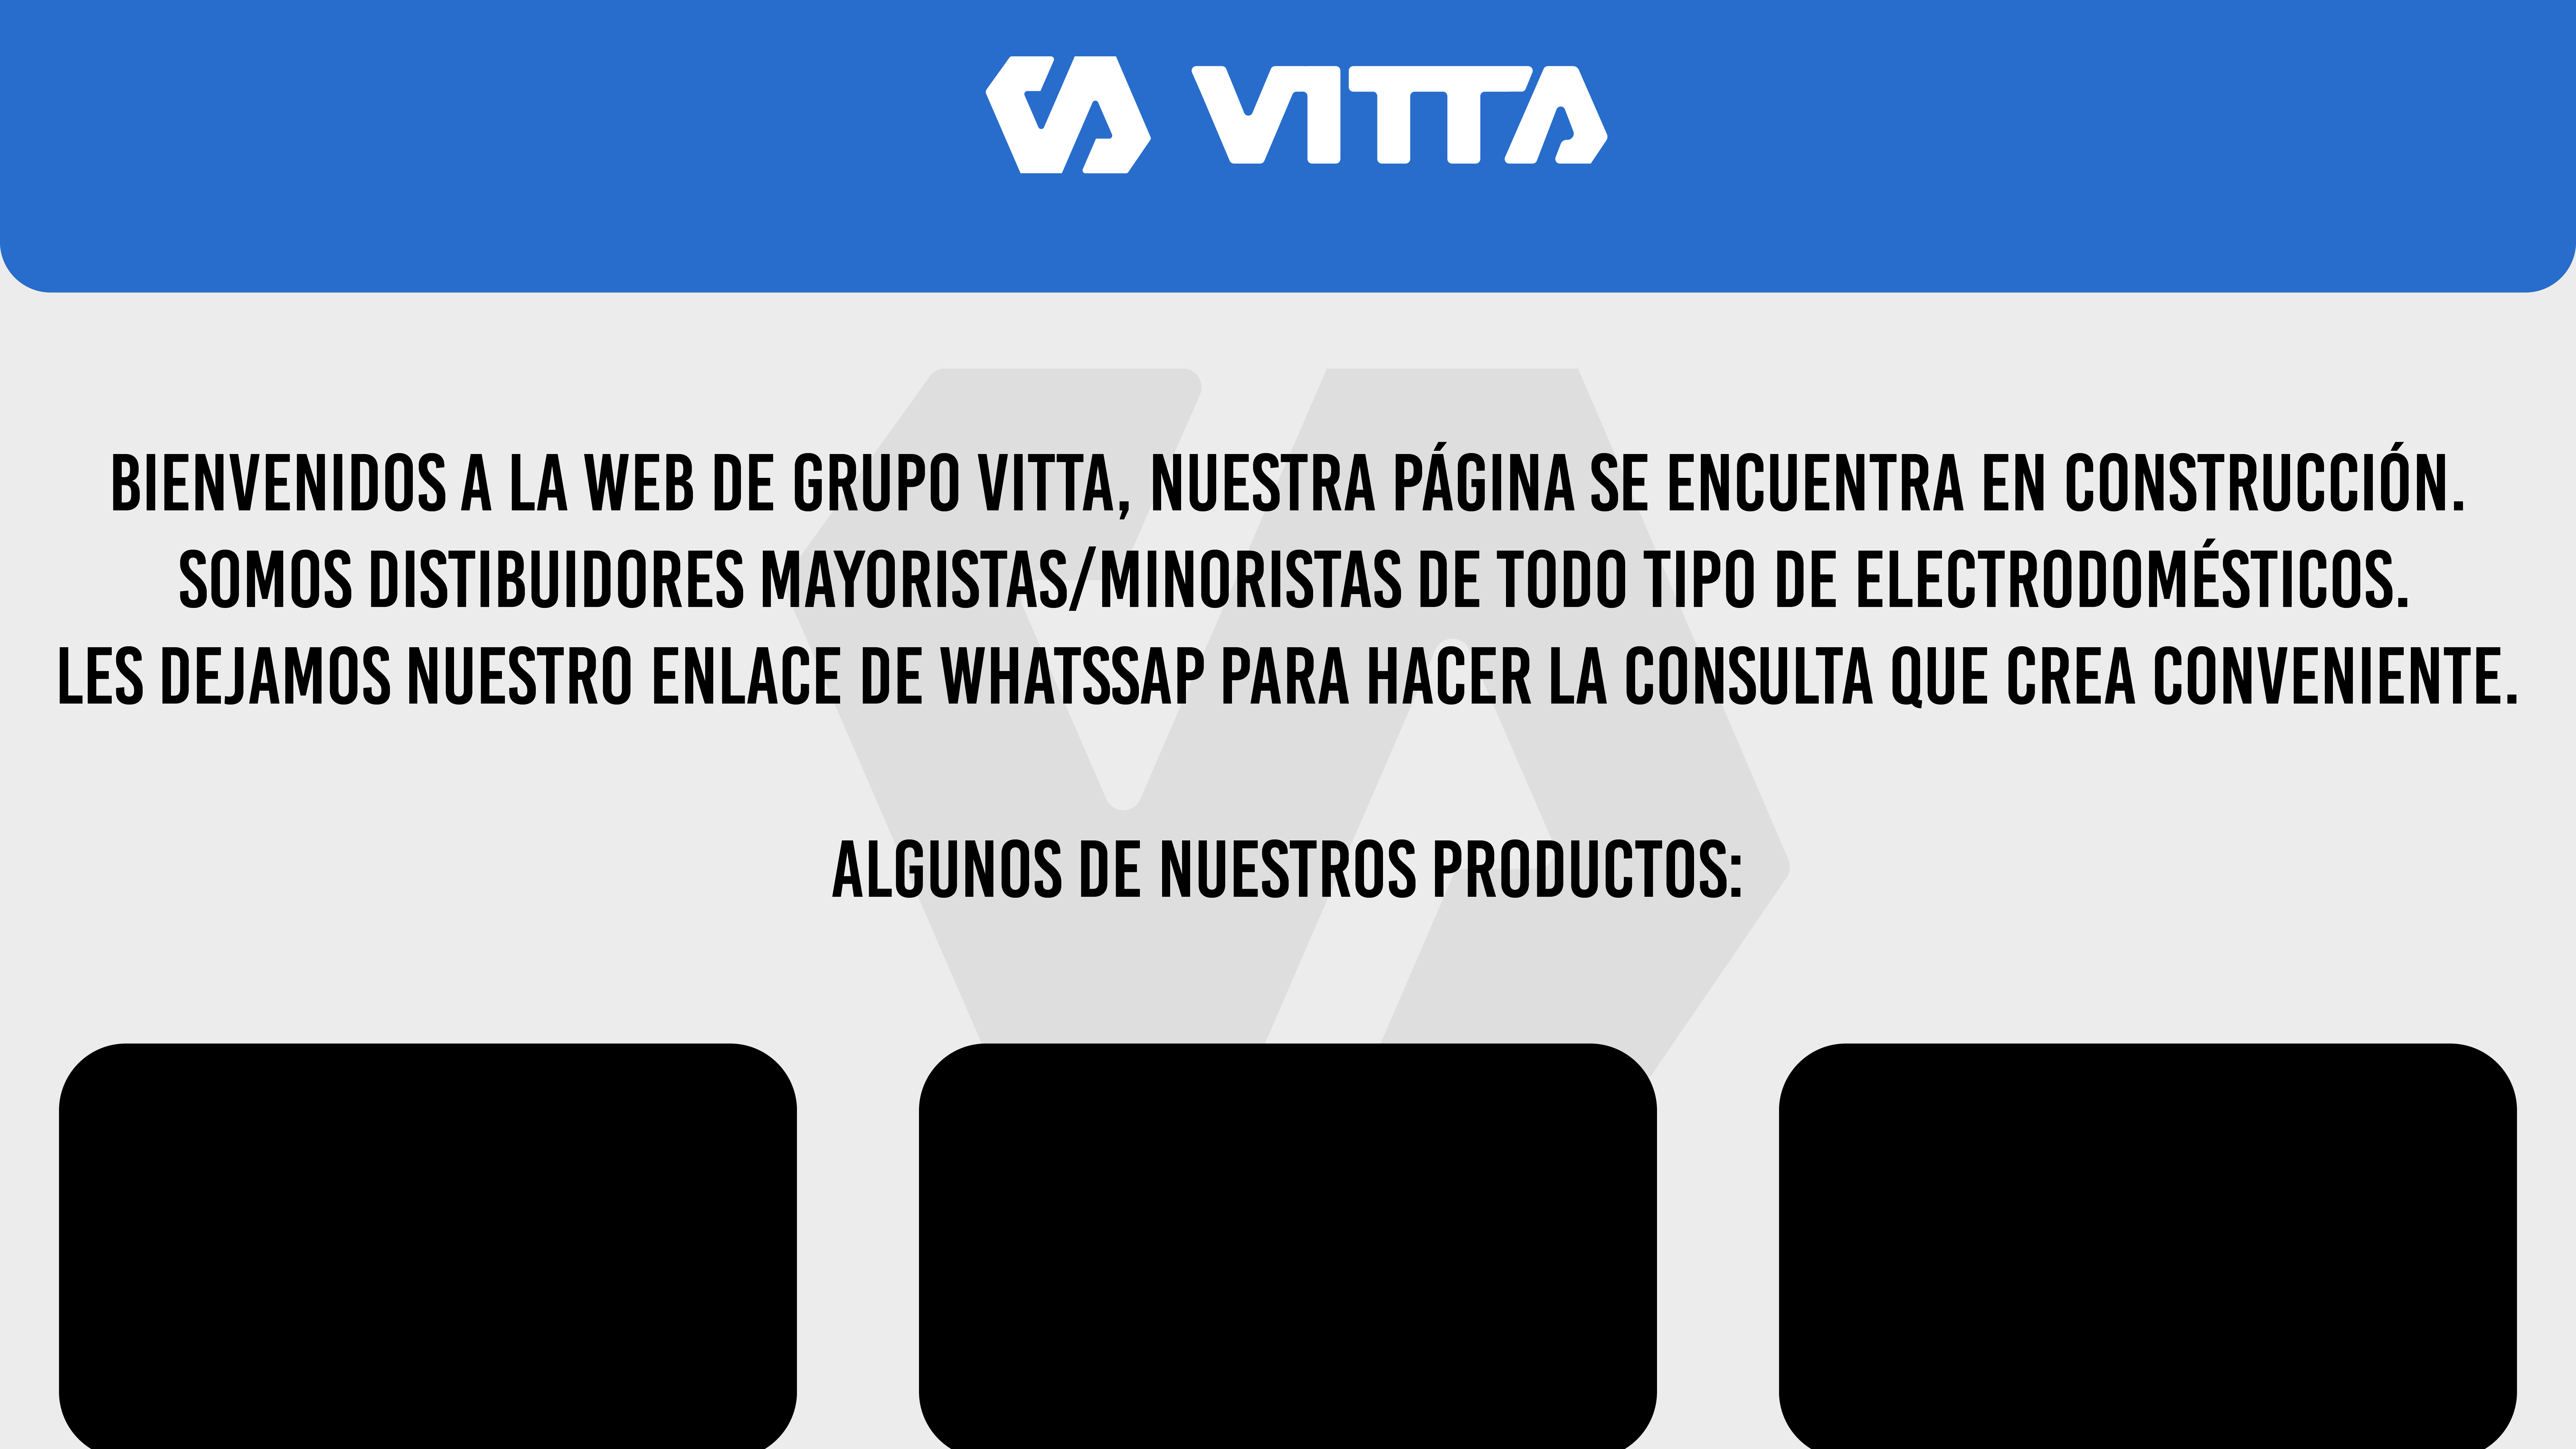 VITTA
BIENVENIDOS A LA WEB DE GRUPO VITTA, NUESTRA PÁGINA SE ENCUENTRA EN CONSTRUCCIÓN.
SOMOS DISTIBUIDORES MAYORISTAS/MINORISTAS DE TODO TIPO DE ELECTRODOMÉSTICOS.
LES DEJAMOS NUESTRO ENLACE DE WHATSSAP PARA HACER LA CONSULTA QUE CREA CONVENIENTE.
ALGUNOS DE NUESTROS PRODUCTOS: